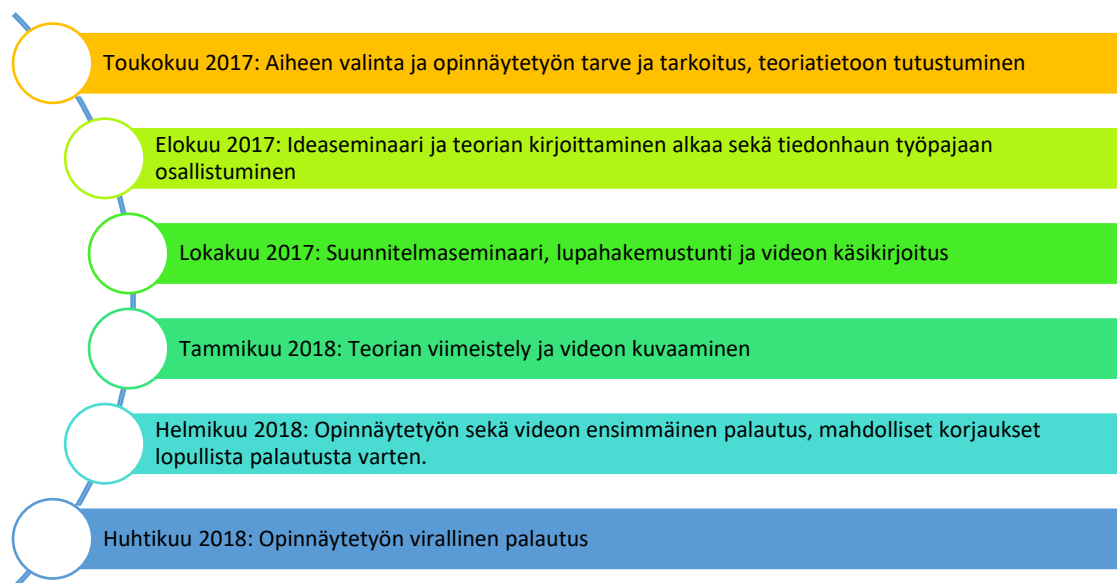 Toukokuu 2017: Aiheen valinta ja opinnäytetyön tarve ja tarkoitus, teoriatietoon tutustuminen
Elokuu 2017: Ideaseminaari ja teorian kirjoittaminen alkaa sekä tiedonhaun työpajaan
osallistuminen
Lokakuu 2017: Suunnitelmaseminaari, lupahakemustunti ja videon käsikirjoitus
Tammikuu 2018: Teorian viimeistely ja videon kuvaaminen
Helmikuu 2018: Opinnäytetyön sekä videon ensimmäinen palautus, mahdolliset korjaukset
lopullista palautusta varten.
Huhtikuu 2018: Opinnäytetyön virallinen palautus